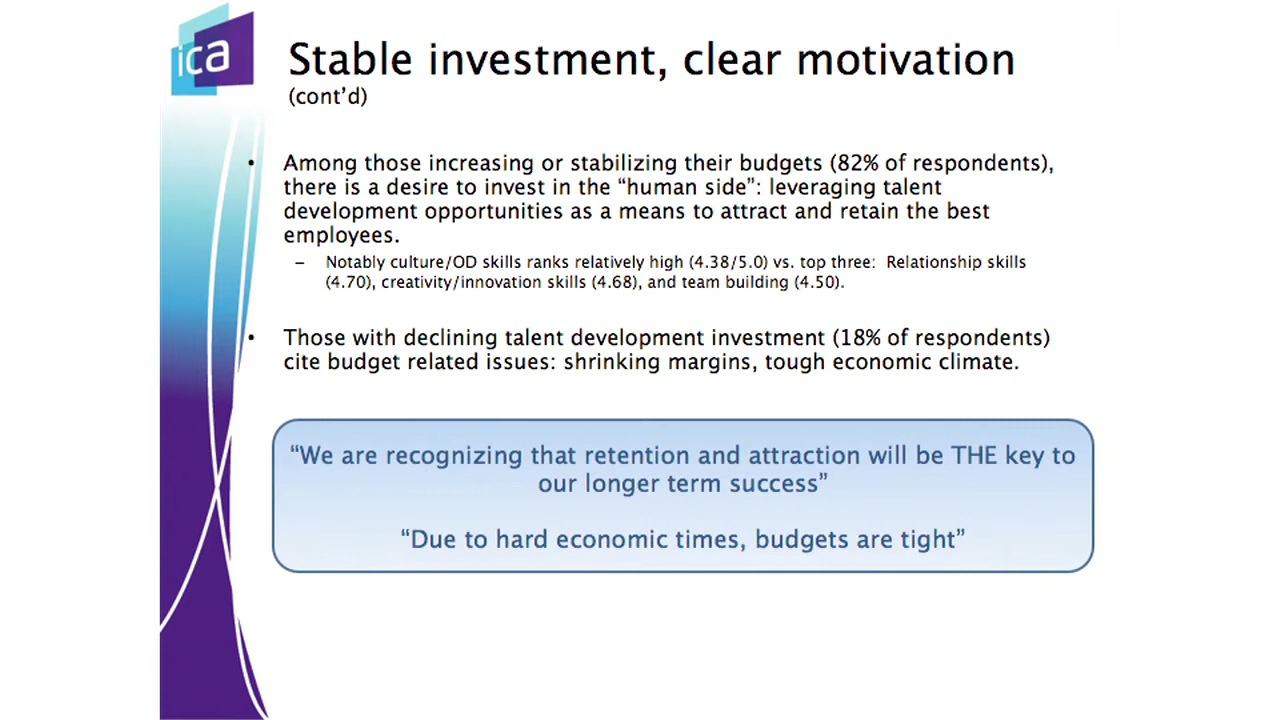 ica
Stable investment, clear motivation
(cont’d)
• Among those increasing or stabilizing their budgets (82% of respondents),
there is a desire to invest in the “human side”: leveraging talent
development opportunities as a means to attract and retain the best
employees.
– Notably culture/OD skills ranks relatively high (4.38/5.0) vs. top three:  Relationship skills
(4.70), creativity/innovation skills (4.68), and team building (4.50).
• Those with declining talent development investment (18% of respondents)
cite budget related issues: shrinking margins, tough economic climate.
“We are recognizing that retention and attraction will be THE key to
our longer term success”
“Due to hard economic times, budgets are tight”